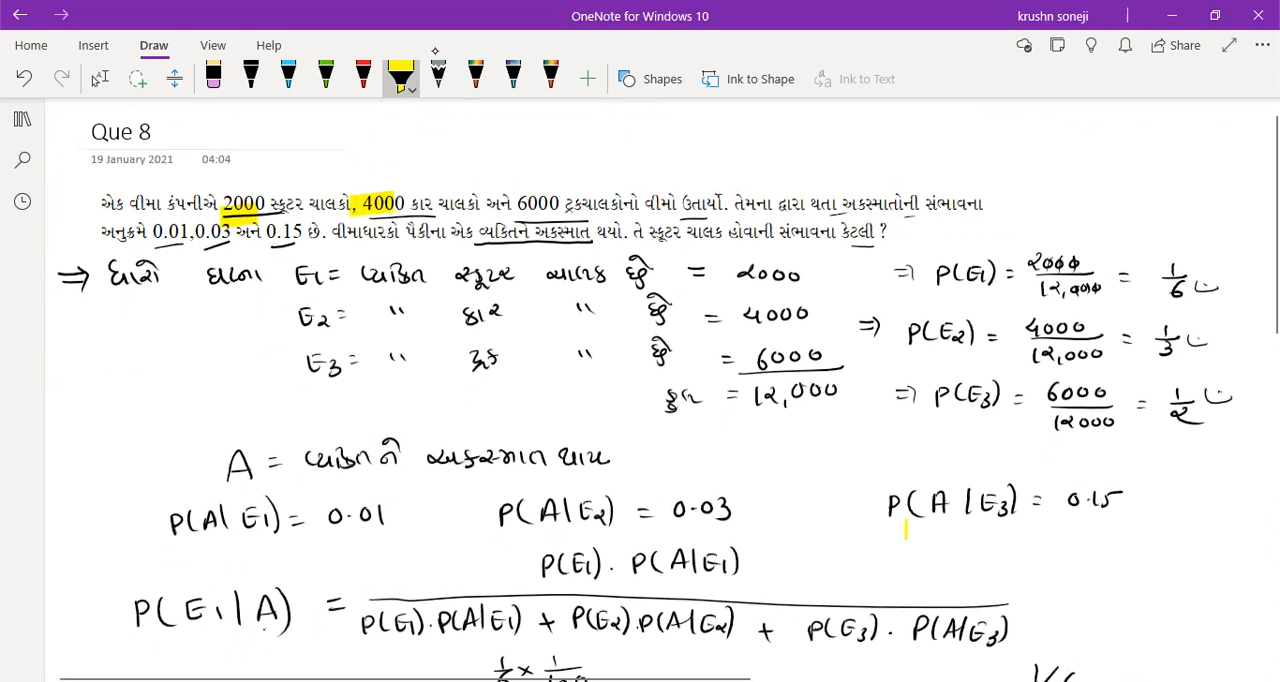 OneNote for Windows 10
krushn soneji
Home Insert Draw View Help
Share
Shapes
Ink to Shape
Ink to Text
Que 8
19 January 2021 04:04
એક વીમા કંપનીએ 2000 સ્કૂટર ચાલકો, 4000 કાર ચાલકો અને 6000 ટ્રકચાલકોનો વીમો ઉતાર્યો. તેમના દ્વારા થતા અકસ્માતોની સંભાવના
અનુક્રમે 0.01,0.03 અને 0.15 છે. વીમાધારકો પૈકીના એક વ્યકિતને અકસ્માત થયો. તે સ્કૂટર ચાલક હોવાની સંભાવના કેટલી ?
⇒ ધારો ઘટના E1 = વ્યકિત સ્કૂટર ચાલક છે = 2000 ⇒ P(E1) = 2000/12,000 = 1/6
E2 = " કાર " છે = 4000 ⇒ P(E2) = 4000/12,000 = 1/3
E3 = " ટ્રક " છે = 6000
કુલ = 12,000 ⇒ P(E3) = 6000/12000 = 1/2
A = વ્યકિતને અકસ્માત થાય
P(A|E1) = 0.01 P(A|E2) = 0.03 P(A|E3) = 0.15
P(E1) . P(A|E1)
P(E1|A) =
P(E1).P(A|E1) + P(E2).P(A|E2) + P(E3) . P(A|E3)